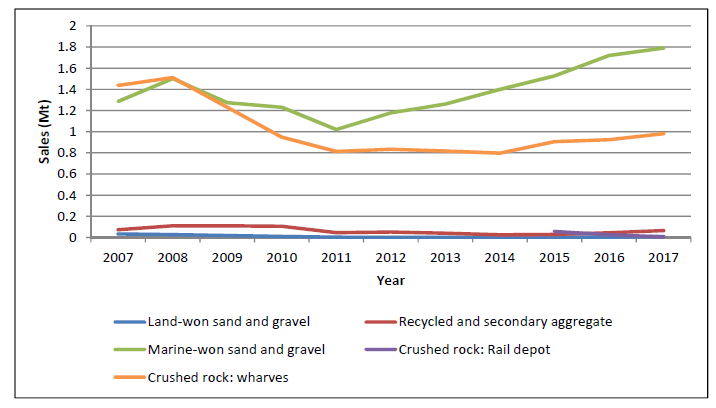 2
1.8
1.6
1.4
1.2
1
0.8
0.6
0.4
0.2
0
Sales (Mt)
2007 2008 2009 2010 2011 2012 2013 2014 2015 2016 2017
Year
Land-won sand and gravel
Recycled and secondary aggregate
Marine-won sand and gravel
Crushed rock: Rail depot
Crushed rock: wharves